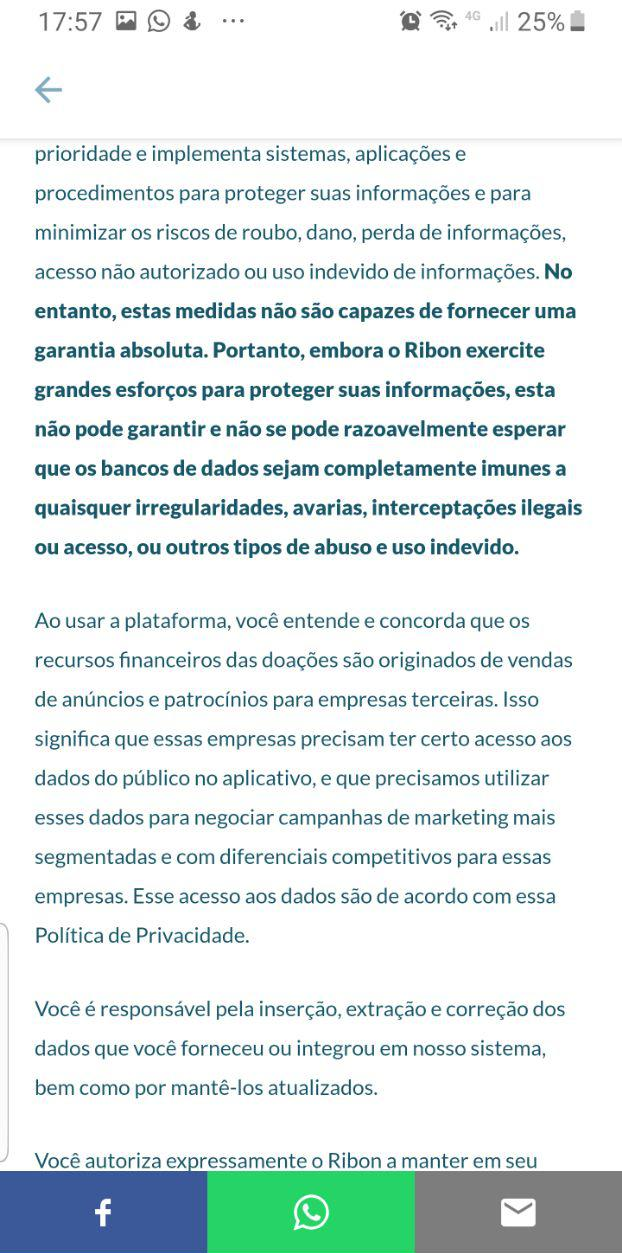 17:57
4G
25%
prioridade e implementa sistemas, aplicações e
procedimentos para proteger suas informações e para
minimizar os riscos de roubo, dano, perda de informações,
acesso não autorizado ou uso indevido de informações. No
entanto, estas medidas não são capazes de fornecer uma
garantia absoluta. Portanto, embora o Ribon exercite
grandes esforços para proteger suas informações, esta
não pode garantir e não se pode razoavelmente esperar
que os bancos de dados sejam completamente imunes a
quaisquer irregularidades, avarias, interceptações ilegais
ou acesso, ou outros tipos de abuso e uso indevido.
Ao usar a plataforma, você entende e concorda que os
recursos financeiros das doações são originados de vendas
de anúncios e patrocínios para empresas terceiras. Isso
significa que essas empresas precisam ter certo acesso aos
dados do público no aplicativo, e que precisamos utilizar
esses dados para negociar campanhas de marketing mais
segmentadas e com diferenciais competitivos para essas
empresas. Esse acesso aos dados são de acordo com essa
Política de Privacidade.
Você é responsável pela inserção, extração e correção dos
dados que você forneceu ou integrou em nosso sistema,
bem como por mantê-los atualizados.
Você autoriza expressamente o Ribon a manter em seu